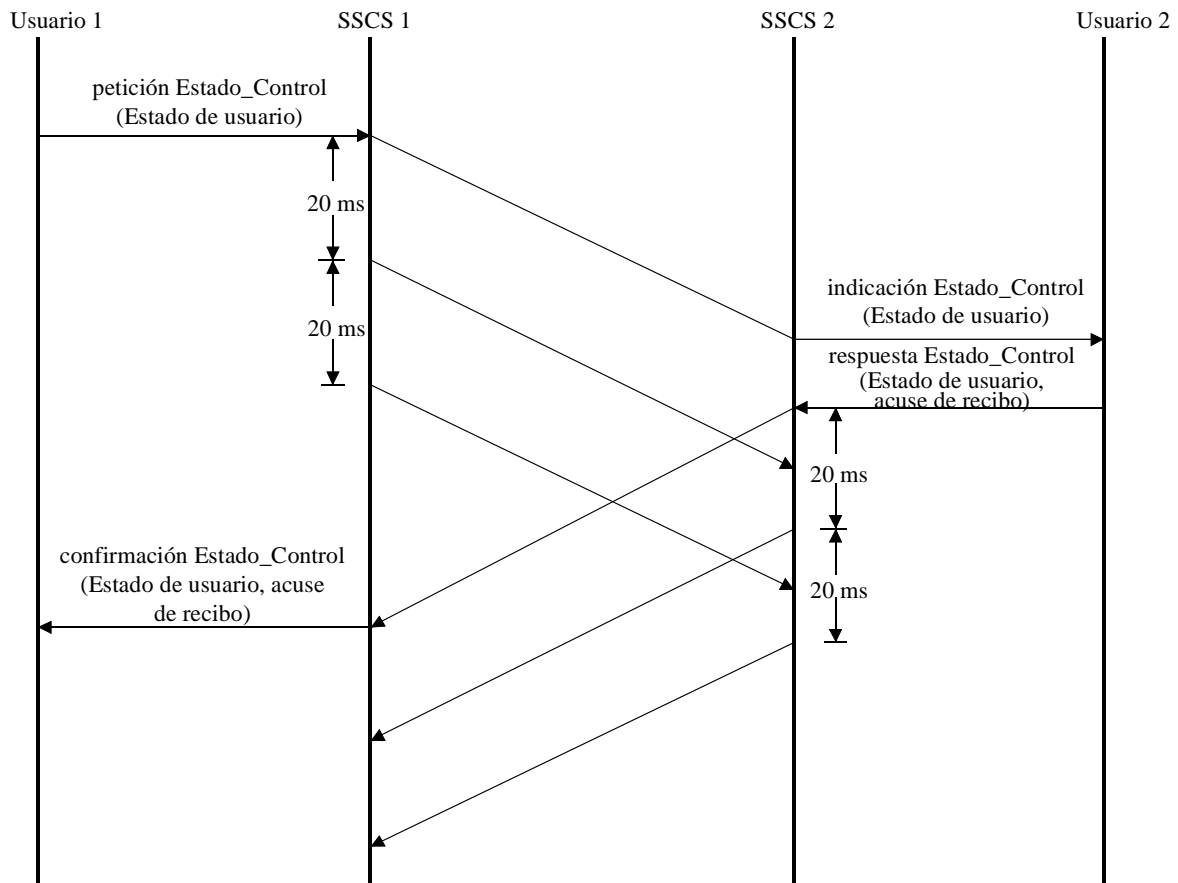 Usuario 1
SSCS 1
SSCS 2
Usuario 2
petición Estado_Control
(Estado de usuario)
20 ms
20 ms
indicación Estado_Control
(Estado de usuario)
respuesta Estado_Control
(Estado de usuario,
acuse de recibo)
20 ms
20 ms
confirmación Estado_Control
(Estado de usuario, acuse
de recibo)